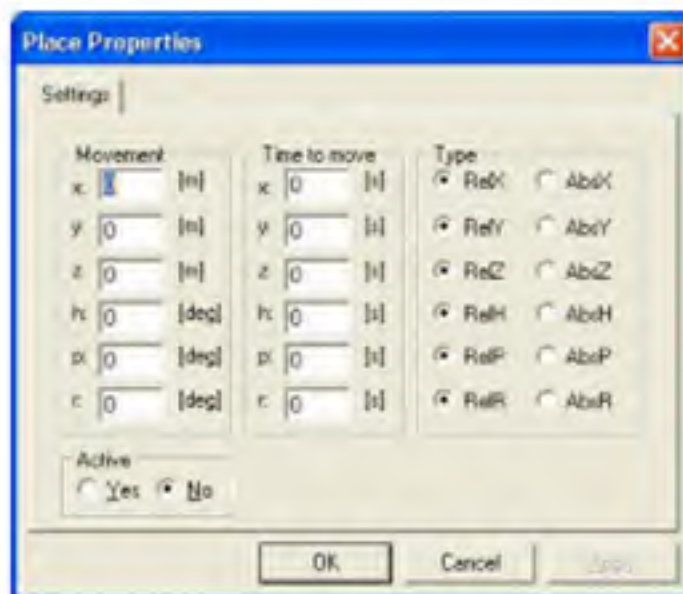 Place Properties
Settings
Movement Time to move Type
x: 0 [m] x: 0 [s] RelX AbsX
y: 0 [m] y: 0 [s] RelY AbsY
z: 0 [m] z: 0 [s] RelZ AbsZ
h: 0 [deg] h: 0 [s] RelH AbsH
p: 0 [deg] p: 0 [s] RelP AbsP
r: 0 [deg] r: 0 [s] RelR AbsR
Active
Yes No
OK Cancel Apply